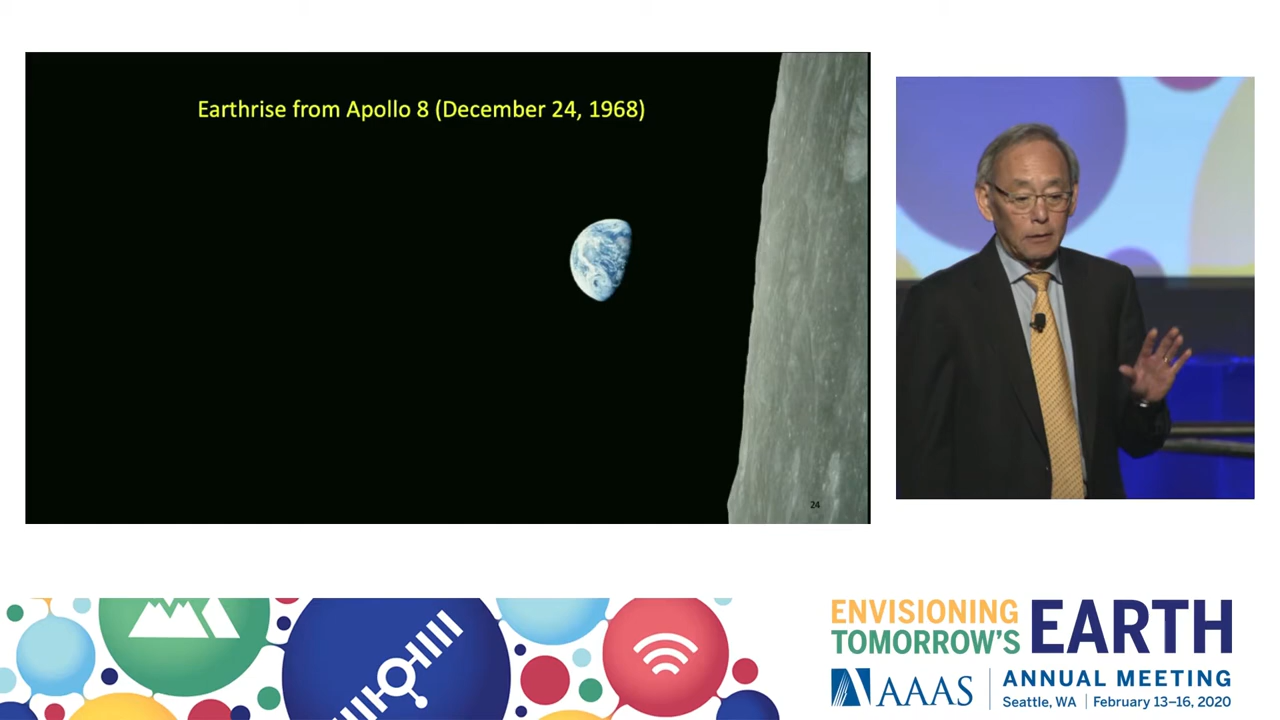 Earthrise from Apollo 8 (December 24, 1968)
24
ENVISIONING
TOMORROW'S
EARTH
AAAS
ANNUAL MEETING
Seattle, WA | February 13–16, 2020